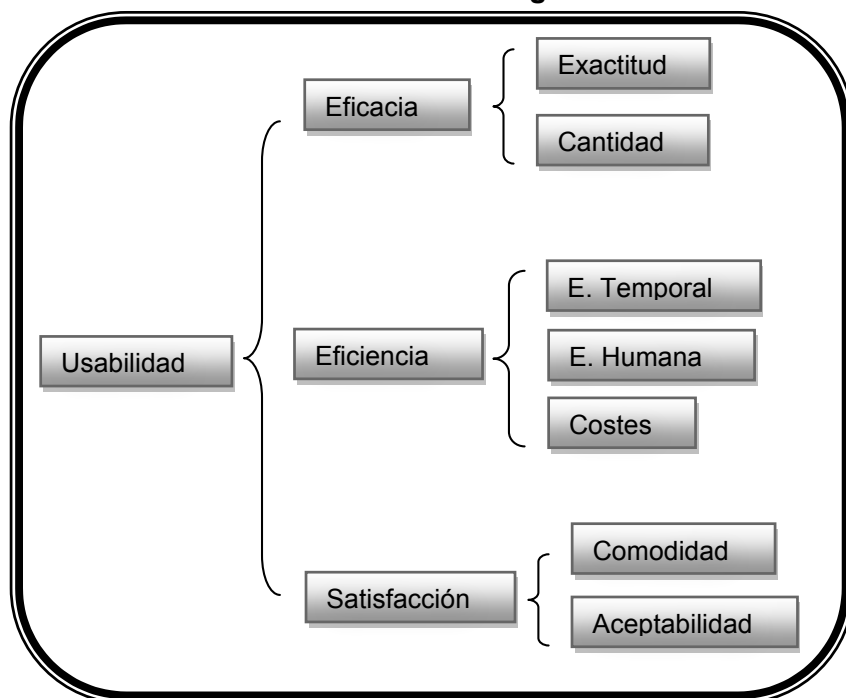 Usabilidad
Eficacia
Exactitud
Cantidad
Eficiencia
E. Temporal
E. Humana
Costes
Satisfacción
Comodidad
Aceptabilidad